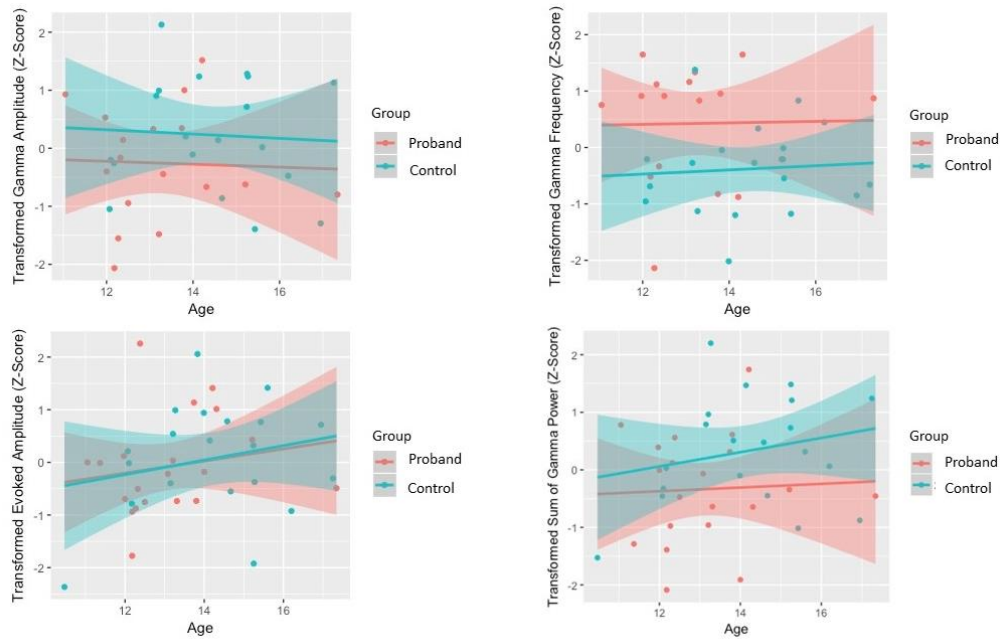 Transformed Gamma Amplitude (Z-Score)
2
1
0
-1
-2
12
14
16
Age
Group
Proband
Control
Transformed Gamma Frequency (Z-Score)
2
1
0
-1
-2
12
14
16
Age
Group
Proband
Control
Transformed Evoked Amplitude (Z-Score)
2
1
0
-1
-2
12
14
16
Age
Group
Proband
Control
Transformed Sum of Gamma Power (Z-Score)
2
1
0
-1
-2
12
14
16
Age
Group
Proband
Control